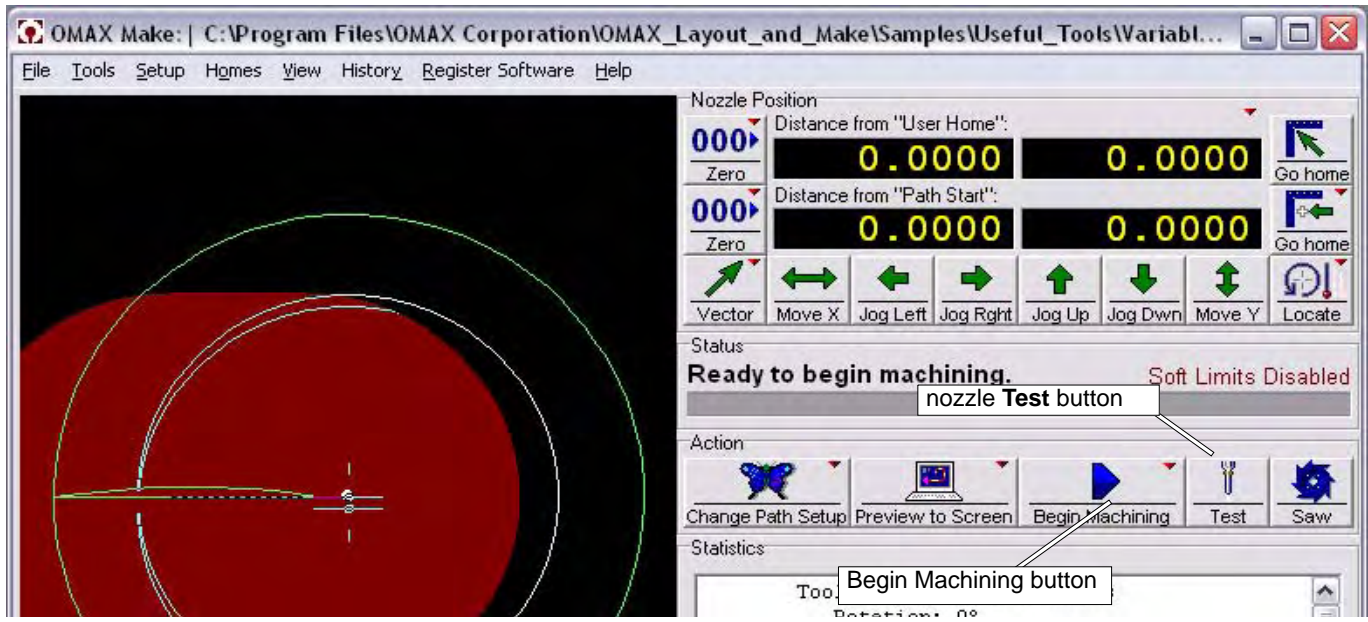 OMAX Make: | C:\Program Files\OMAX Corporation\OMAX_Layout_and_Make\Samples\Useful_Tools\Variabl...
File Tools Setup Homes View History Register Software Help
Nozzle Position
Distance from "User Home":
000
Zero
0.0000 0.0000
Go home
Distance from "Path Start":
000
Zero
0.0000 0.0000
Go home
Vector Move X Jog Left Jog Rght Jog Up Jog Dwn Move Y Locate
Status
Ready to begin machining. Soft Limits Disabled
nozzle Test button
Action
Change Path Setup Preview to Screen Begin Machining Test Saw
Statistics
Begin Machining button
Rotation: 0°